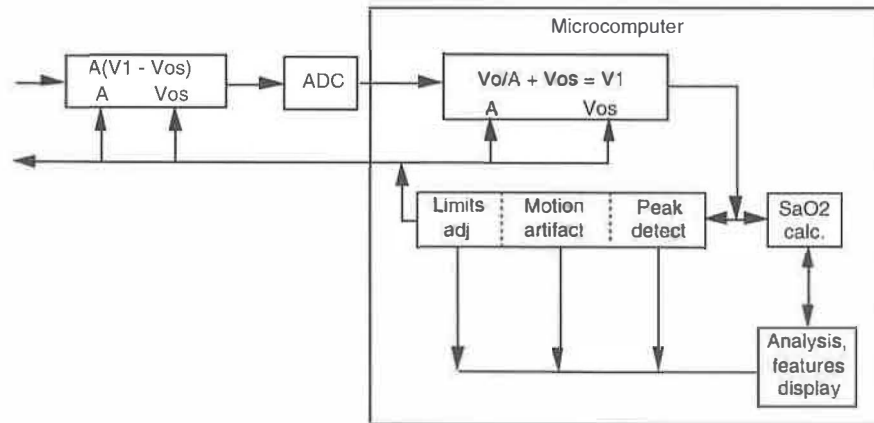 Microcomputer
A(V1 - Vos)
A Vos
ADC
Vo/A + Vos = V1
A Vos
Limits
adj
Motion
artifact
Peak
detect
SaO2
calc.
Analysis,
features
display